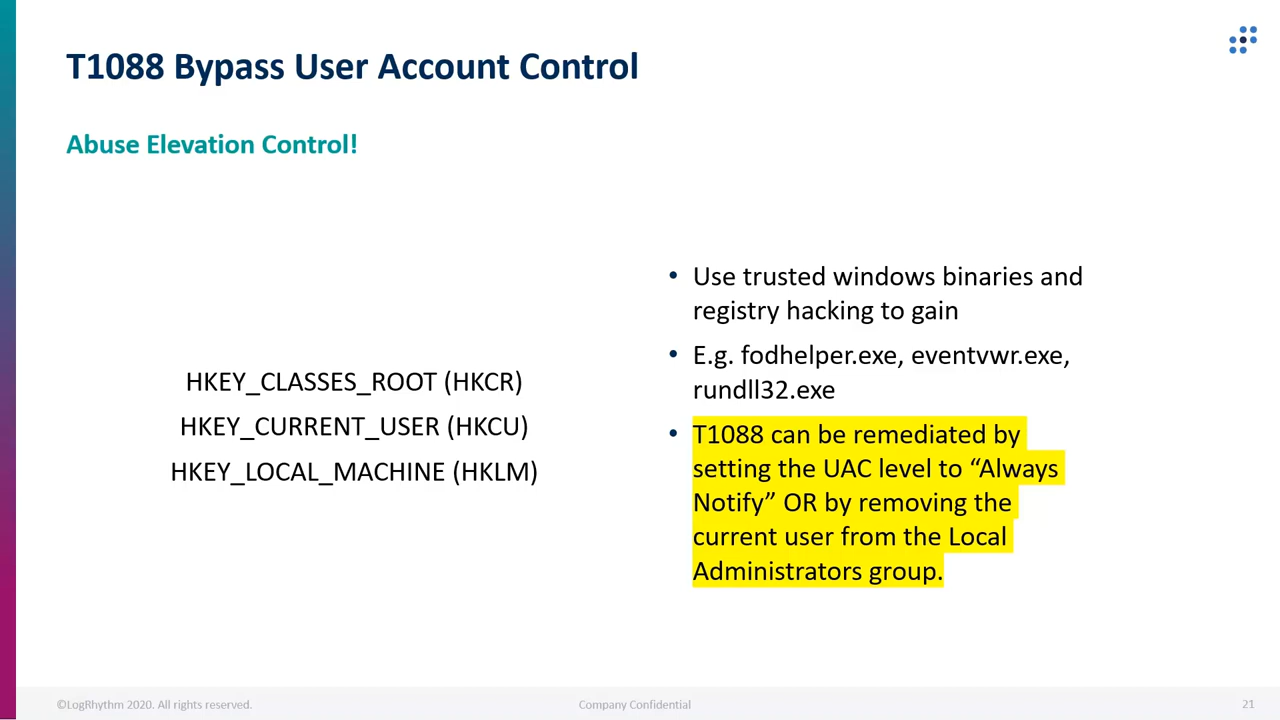 T1088 Bypass User Account Control
Abuse Elevation Control!
HKEY_CLASSES_ROOT (HKCR)
HKEY_CURRENT_USER (HKCU)
HKEY_LOCAL_MACHINE (HKLM)
• Use trusted windows binaries and
registry hacking to gain
• E.g. fodhelper.exe, eventvwr.exe,
rundll32.exe
• T1088 can be remediated by
setting the UAC level to “Always
Notify” OR by removing the
current user from the Local
Administrators group.
©LogRhythm 2020. All rights reserved.
Company Confidential
21